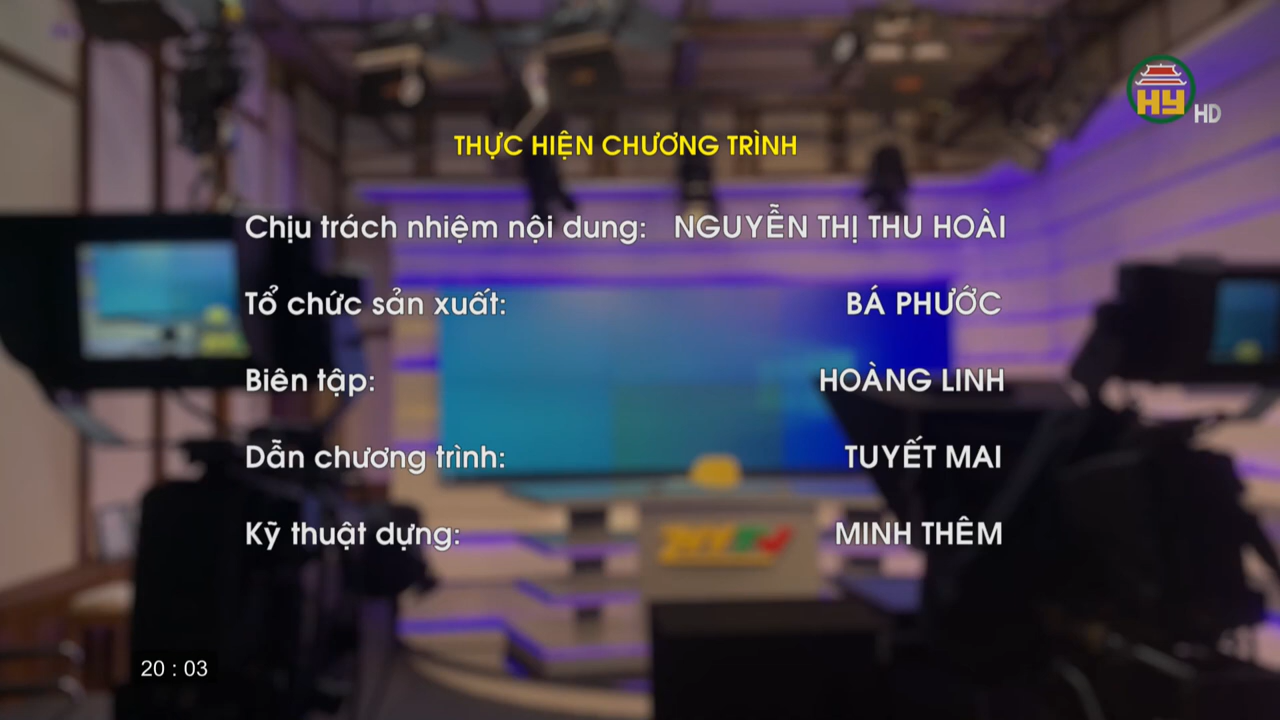 HY HD
THỰC HIỆN CHƯƠNG TRÌNH
Chịu trách nhiệm nội dung: NGUYỄN THỊ THU HOÀI
Tổ chức sản xuất: BÁ PHƯỚC
Biên tập: HOÀNG LINH
Dẫn chương trình: TUYẾT MAI
Kỹ thuật dựng: MINH THÊM
20 : 03